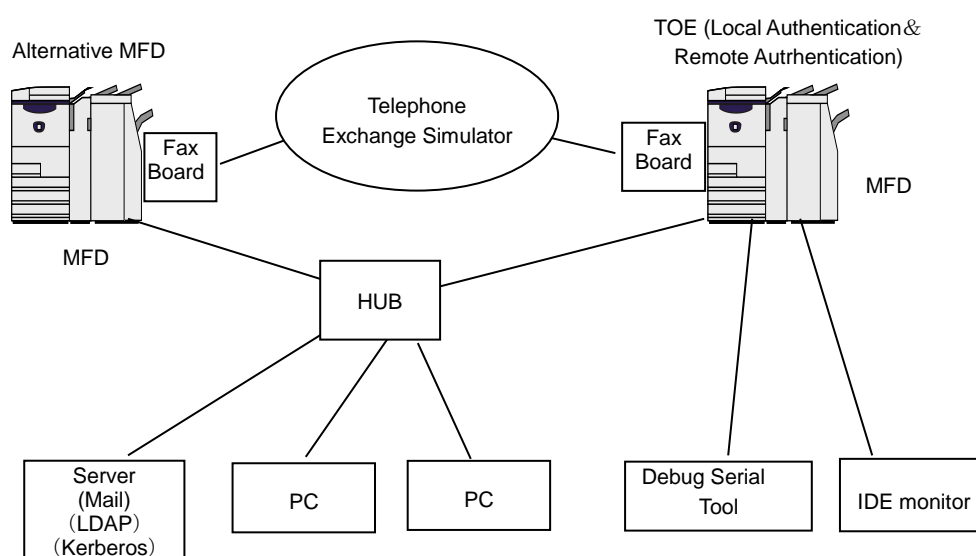 TOE (Local Authentication＆
Remote Autrhentication)
Alternative MFD
Telephone
Exchange Simulator
Fax
Board
Fax
Board
MFD
MFD
HUB
Server
(Mail)
（LDAP）
（Kerberos）
PC
PC
Debug Serial
Tool
IDE monitor